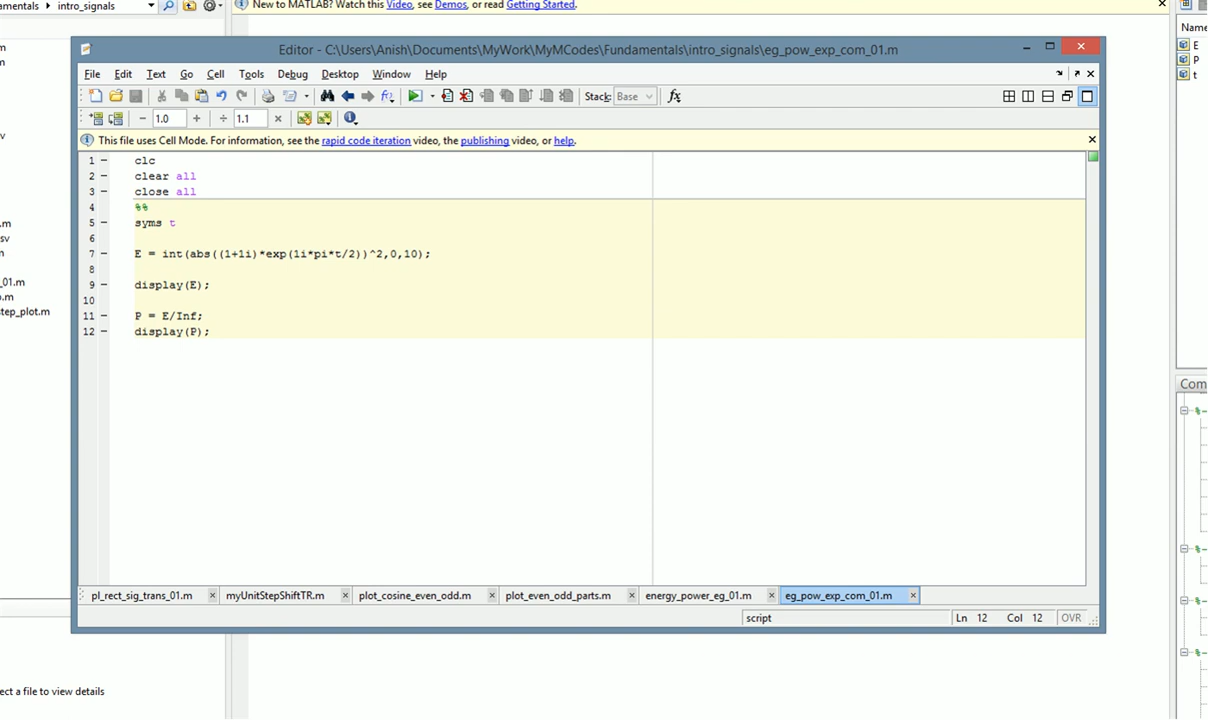 amentals ▸ intro_signals
New to MATLAB? Watch this Video, see Demos, or read Getting Started.
Editor - C:\Users\Anish\Documents\MyWork\MyMCodes\Fundamentals\intro_signals\eg_pow_exp_com_01.m
File Edit Text Go Cell Tools Debug Desktop Window Help
Stack: Base fx
− 1.0 + ÷ 1.1 ×
This file uses Cell Mode. For information, see the rapid code iteration video, the publishing video, or help.
1 – clc
2 – clear all
3 – close all
4 %%
5 – syms t
6
7 – E = int(abs((1+1i)*exp(1i*pi*t/2))^2,0,10);
8
9 – display(E);
10
11 – P = E/Inf;
12 – display(P);
pl_rect_sig_trans_01.m × myUnitStepShiftTR.m × plot_cosine_even_odd.m × plot_even_odd_parts.m × energy_power_eg_01.m × eg_pow_exp_com_01.m ×
script Ln 12 Col 12 OVR
m
m
v
.m
sv
m
_01.m
o.m
step_plot.m
ect a file to view details
Name
E
P
t
Com